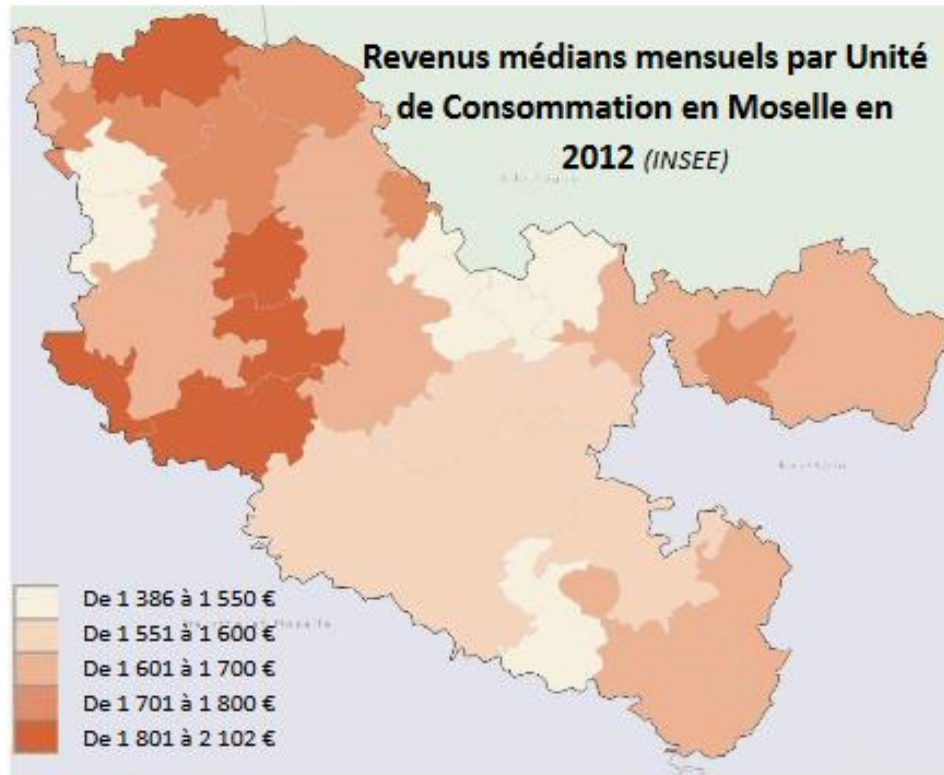 Revenus médians mensuels par Unité
de Consommation en Moselle en
2012 (INSEE)
De 1 386 à 1 550 €
De 1 551 à 1 600 €
De 1 601 à 1 700 €
De 1 701 à 1 800 €
De 1 801 à 2 102 €